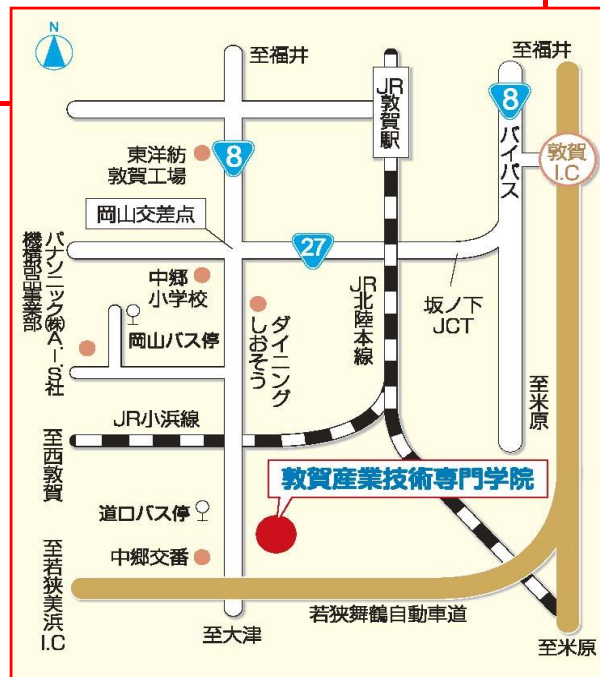 N
至福井
至福井
JR敦賀駅
8
バイパス
敦賀
I.C
東洋紡
敦賀工場
8
岡山交差点
27
パナソニック㈱A.I.S社
機構部品事業部
中郷
小学校
JR北陸本線
坂ノ下
JCT
岡山バス停
ダイニング
しおそう
至米原
JR小浜線
至西敦賀
敦賀産業技術専門学院
道口バス停
中郷交番
至若狭美浜I.C
若狭舞鶴自動車道
至大津
至米原